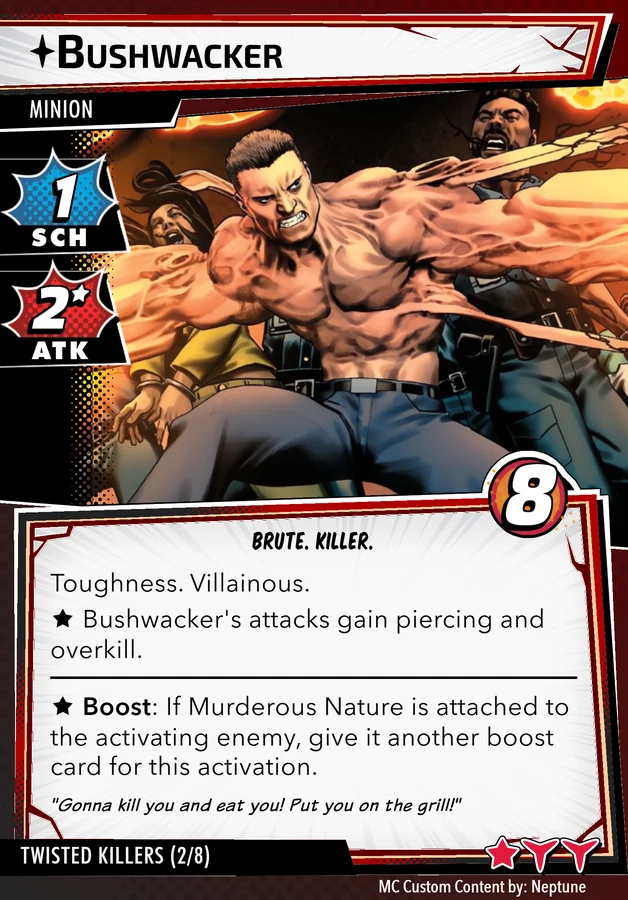 BUSHWACKER
MINION
1
SCH
2★
ATK
8
BRUTE. KILLER.
Toughness. Villainous.
★ Bushwacker's attacks gain piercing and
overkill.
★ Boost: If Murderous Nature is attached to
the activating enemy, give it another boost
card for this activation.
"Gonna kill you and eat you! Put you on the grill!"
TWISTED KILLERS (2/8)
MC Custom Content by: Neptune